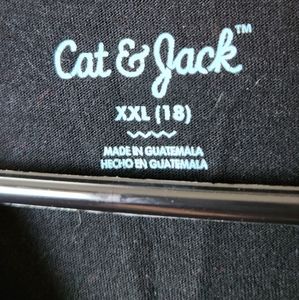 Cat & Jack™
XXL (18)
MADE IN GUATEMALA
HECHO EN GUATEMALA